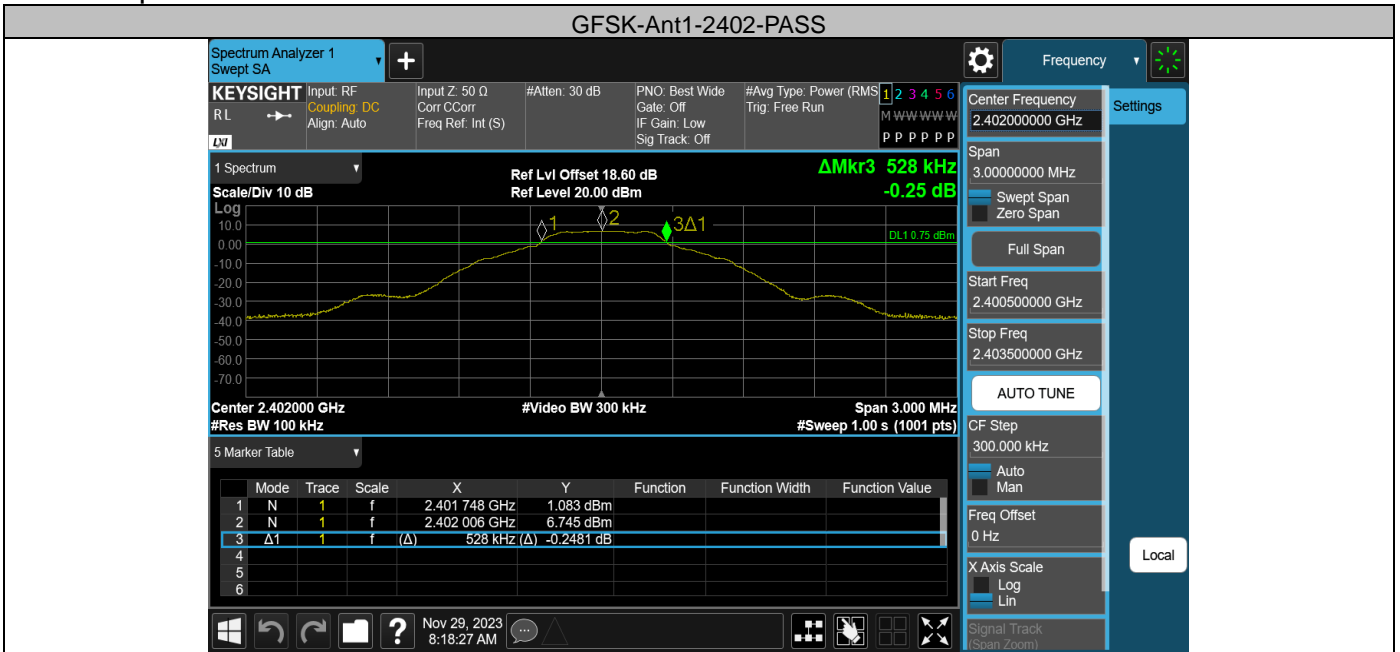 GFSK-Ant1-2402-PASS
Spectrum Analyzer 1
Swept SA
Frequency
KEYSIGHT
RL
LXI
Input: RF
Coupling: DC
Align: Auto
Input Z: 50 Ω
Corr CCorr
Freq Ref: Int (S)
#Atten: 30 dB
PNO: Best Wide
Gate: Off
IF Gain: Low
Sig Track: Off
#Avg Type: Power (RMS
Trig: Free Run
1 2 3 4 5 6
M W W W W W
P P P P P P
1 Spectrum
Scale/Div 10 dB
Ref Lvl Offset 18.60 dB
Ref Level 20.00 dBm
ΔMkr3 528 kHz
-0.25 dB
Log
10.0
0.00
-10.0
-20.0
-30.0
-40.0
-50.0
-60.0
-70.0
1
2
3Δ1
DL1 0.75 dBm
Center 2.402000 GHz
#Video BW 300 kHz
Span 3.000 MHz
#Res BW 100 kHz
#Sweep 1.00 s (1001 pts)
5 Marker Table
Mode Trace Scale X Y Function Function Width Function Value
1 N 1 f 2.401 748 GHz 1.083 dBm
2 N 1 f 2.402 006 GHz 6.745 dBm
3 Δ1 1 f (Δ) 528 kHz (Δ) -0.2481 dB
4
5
6
?
Nov 29, 2023
8:18:27 AM
Center Frequency
2.402000000 GHz
Settings
Span
3.00000000 MHz
Swept Span
Zero Span
Full Span
Start Freq
2.400500000 GHz
Stop Freq
2.403500000 GHz
AUTO TUNE
CF Step
300.000 kHz
Auto
Man
Freq Offset
0 Hz
X Axis Scale
Log
Lin
Local
Signal Track
(Span Zoom)